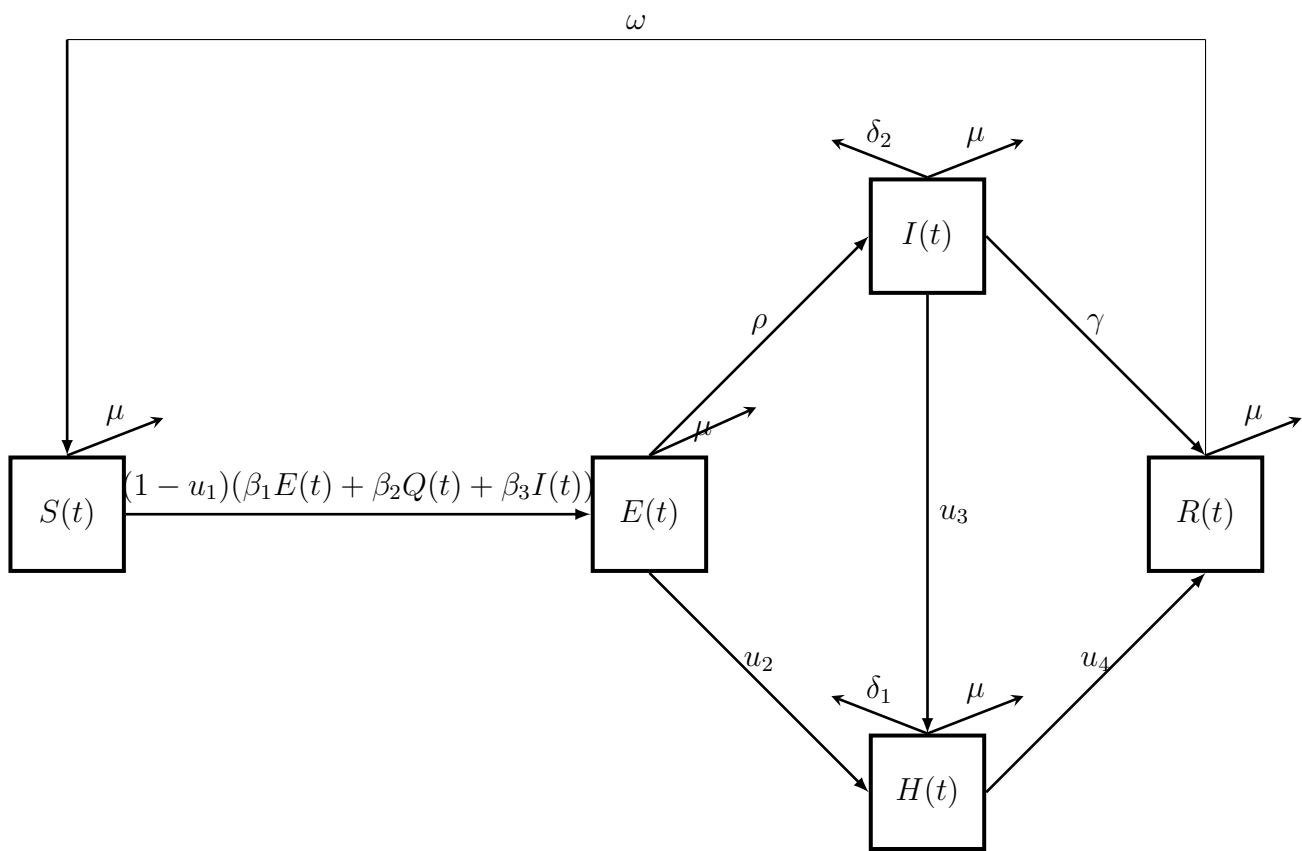 ω
δ₂
μ
I(t)
ρ
γ
μ
μ
μ
(1 − u₁)(β₁E(t) + β₂Q(t) + β₃I(t))
S(t)
E(t)
u₃
R(t)
u₂
u₄
δ₁
μ
H(t)